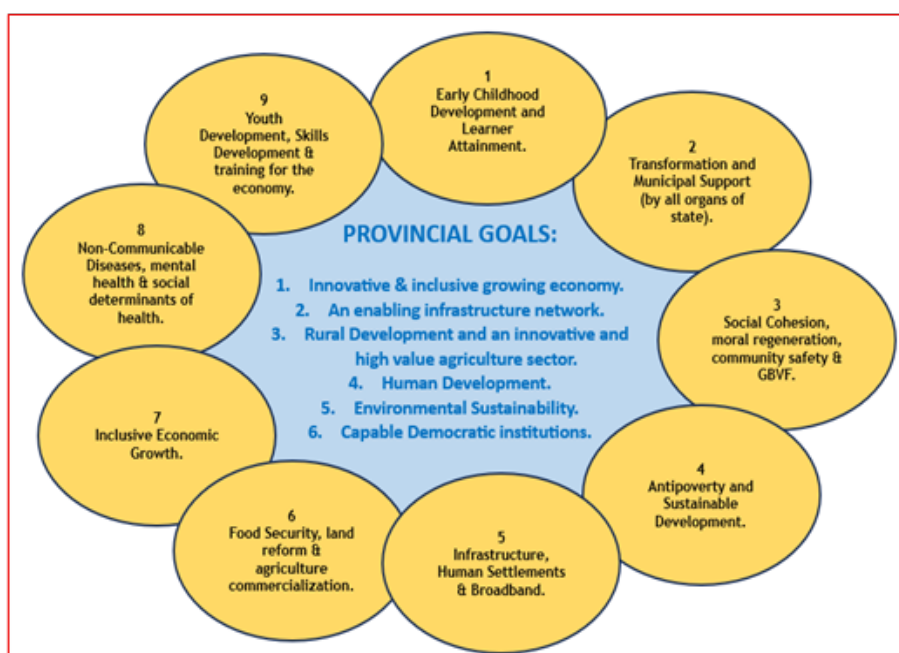 1
Early Childhood
Development and
Learner
Attainment.
2
Transformation and
Municipal Support
(by all organs of
state).
3
Social Cohesion,
moral regeneration,
community safety &
GBVF.
4
Antipoverty and
Sustainable
Development.
5
Infrastructure,
Human Settlements
& Broadband.
6
Food Security, land
reform &
agriculture
commercialization.
7
Inclusive Economic
Growth.
8
Non-Communicable
Diseases, mental
health & social
determinants of
health.
9
Youth
Development, Skills
Development &
training for the
economy.
PROVINCIAL GOALS:
1. Innovative & inclusive growing economy.
2. An enabling infrastructure network.
3. Rural Development and an innovative and
high value agriculture sector.
4. Human Development.
5. Environmental Sustainability.
6. Capable Democratic institutions.